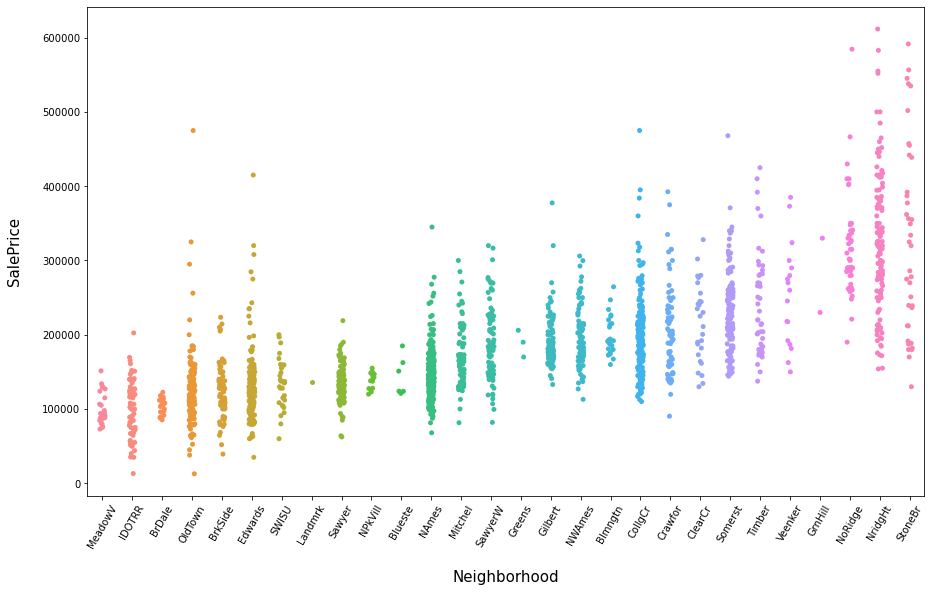 600000
500000
400000
300000
200000
100000
0
SalePrice
MeadowV
IDOTRR
BrDale
OldTown
BrkSide
Edwards
SWISU
Landmrk
Sawyer
NPkVill
Blueste
NAmes
Mitchel
SawyerW
Greens
Gilbert
NWAmes
Blmngtn
CollgCr
Crawfor
ClearCr
Somerst
Timber
Veenker
GrnHill
NoRidge
NridgHt
StoneBr
Neighborhood